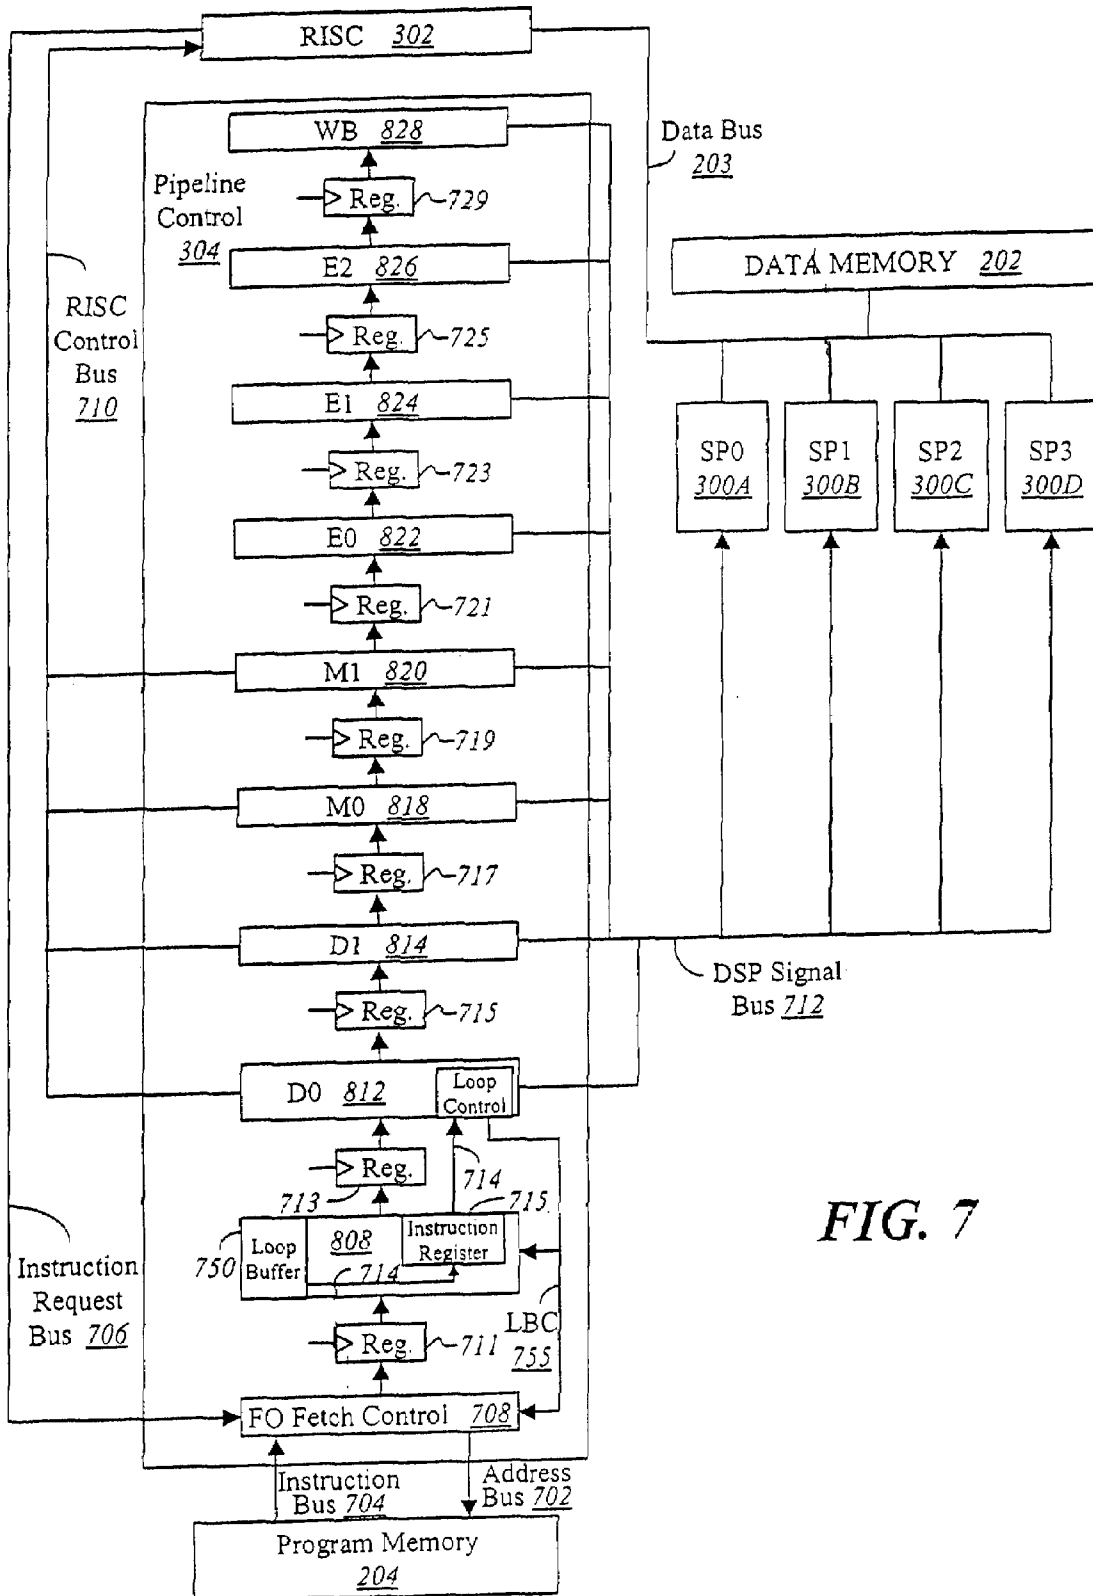 RISC 302
WB 828
Data Bus
203
Pipeline
Control
304
Reg.
729
E2 826
DATA MEMORY 202
RISC
Control
Bus
710
Reg.
725
E1 824
SP0
300A
SP1
300B
SP2
300C
SP3
300D
Reg.
723
E0 822
Reg.
721
M1 820
Reg.
719
M0 818
Reg.
717
D1 814
DSP Signal
Bus 712
Reg.
715
D0 812
Loop
Control
Reg.
713
714
715
750
Loop
Buffer
808
Instruction
Register
714
FIG. 7
Instruction
Request
Bus 706
Reg.
711
LBC
755
FO Fetch Control 708
Instruction
Bus 704
Address
Bus 702
Program Memory
204